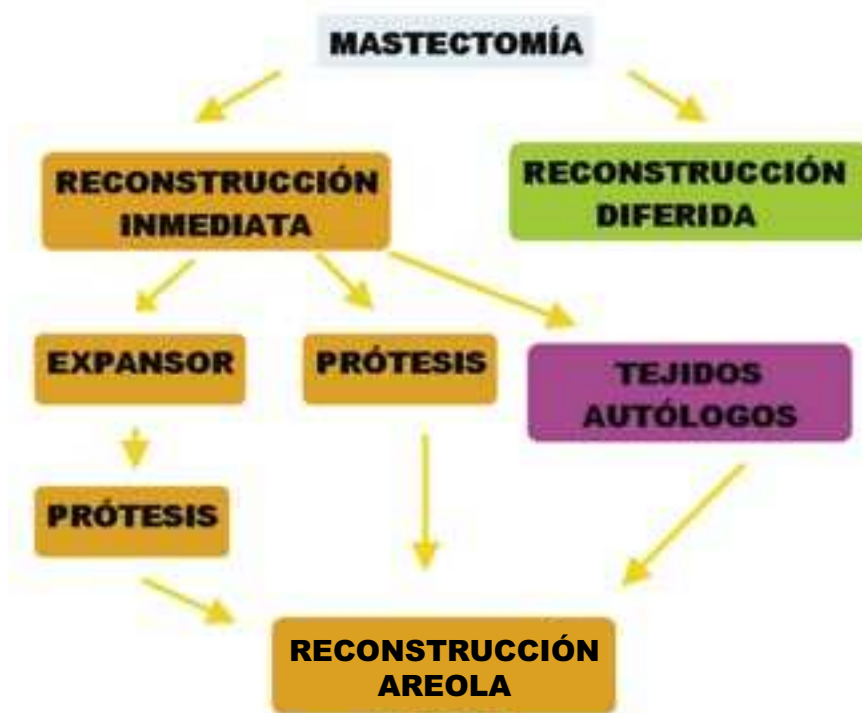 MASTECTOMÍA
RECONSTRUCCIÓN
INMEDIATA
RECONSTRUCCIÓN
DIFERIDA
EXPANSOR
PRÓTESIS
TEJIDOS
AUTÓLOGOS
PRÓTESIS
RECONSTRUCCIÓN
AREOLA